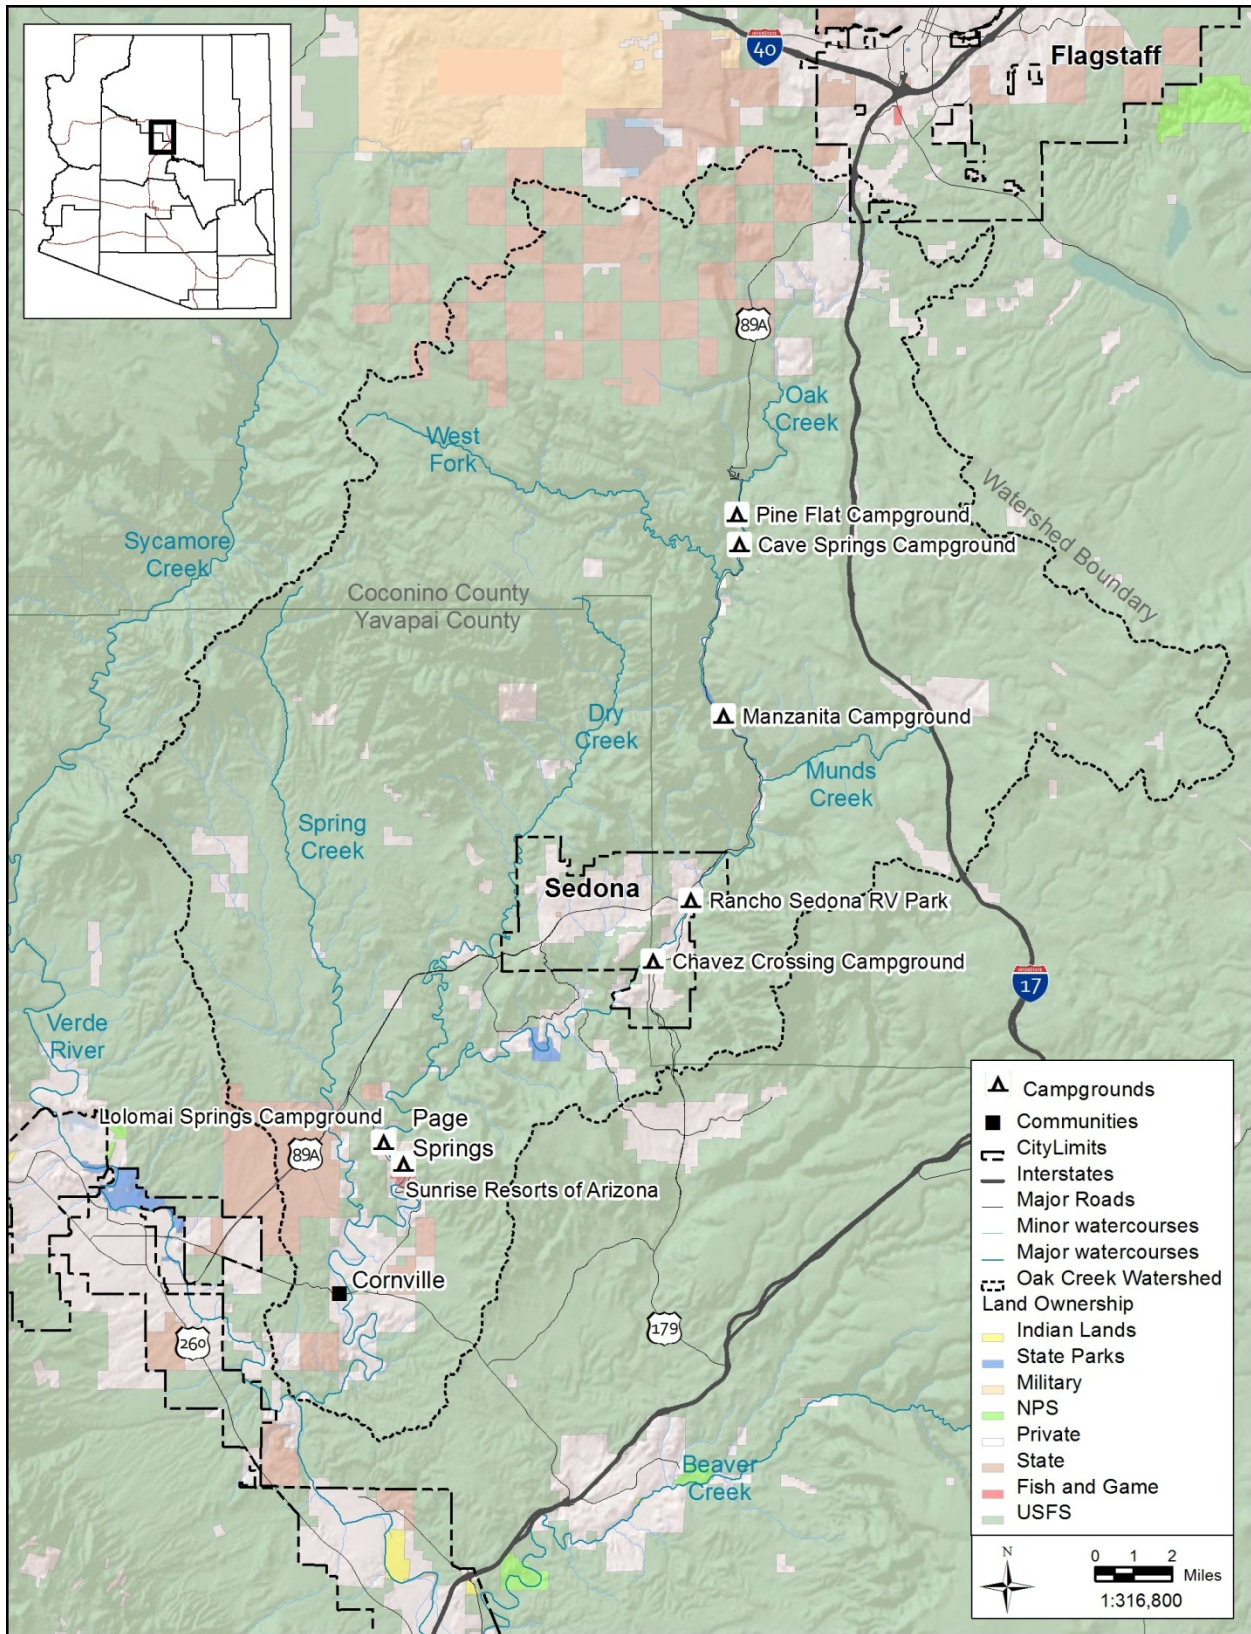 INTERSTATE
40
Flagstaff
89A
Oak
Creek
West
Fork
Watershed Boundary
Pine Flat Campground
Cave Springs Campground
Sycamore
Creek
Coconino County
Yavapai County
Dry
Creek
Manzanita Campground
Munds
Creek
Spring
Creek
Sedona
Rancho Sedona RV Park
Chavez Crossing Campground
INTERSTATE
17
Verde
River
Lolomai Springs Campground
Page
Springs
89A
Sunrise Resorts of Arizona
Cornville
260
179
Beaver
Creek
Campgrounds
Communities
CityLimits
Interstates
Major Roads
Minor watercourses
Major watercourses
Oak Creek Watershed
Land Ownership
Indian Lands
State Parks
Military
NPS
Private
State
Fish and Game
USFS
N
0 1 2
Miles
1:316,800